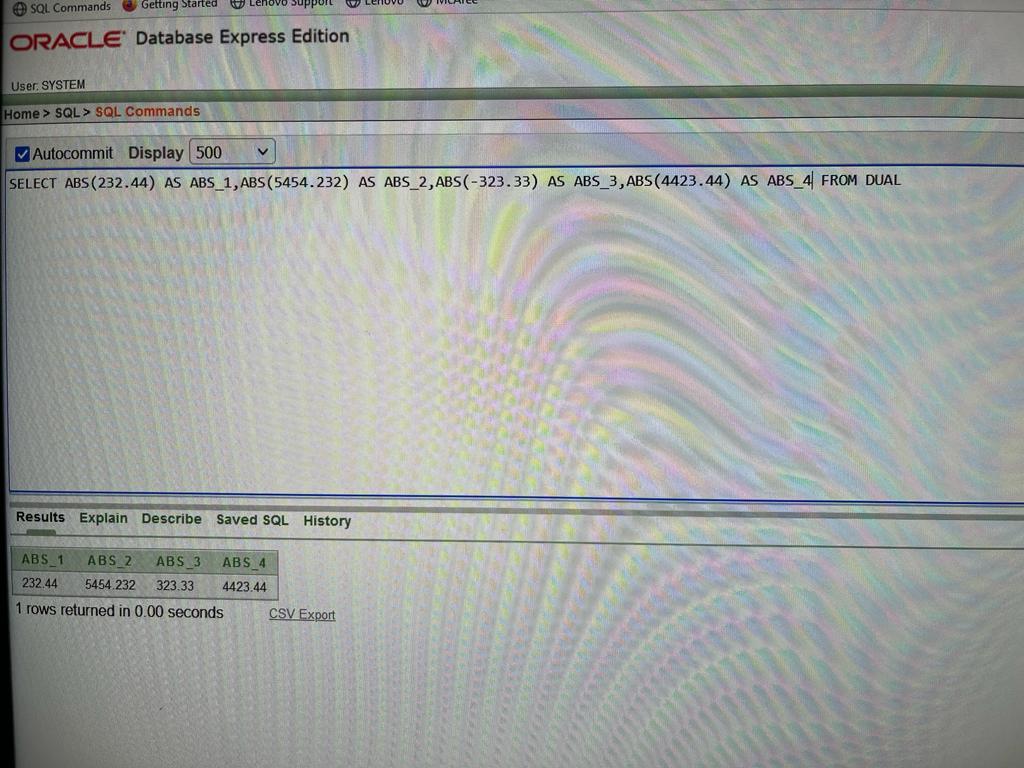 SQL Commands Getting Started Lenovo Support Lenovo McAfee
ORACLE Database Express Edition
User: SYSTEM
Home > SQL > SQL Commands
Autocommit Display 500
SELECT ABS(232.44) AS ABS_1,ABS(5454.232) AS ABS_2,ABS(-323.33) AS ABS_3,ABS(4423.44) AS ABS_4 FROM DUAL
Results Explain Describe Saved SQL History
ABS_1 ABS_2 ABS_3 ABS_4
232.44 5454.232 323.33 4423.44
1 rows returned in 0.00 seconds CSV Export